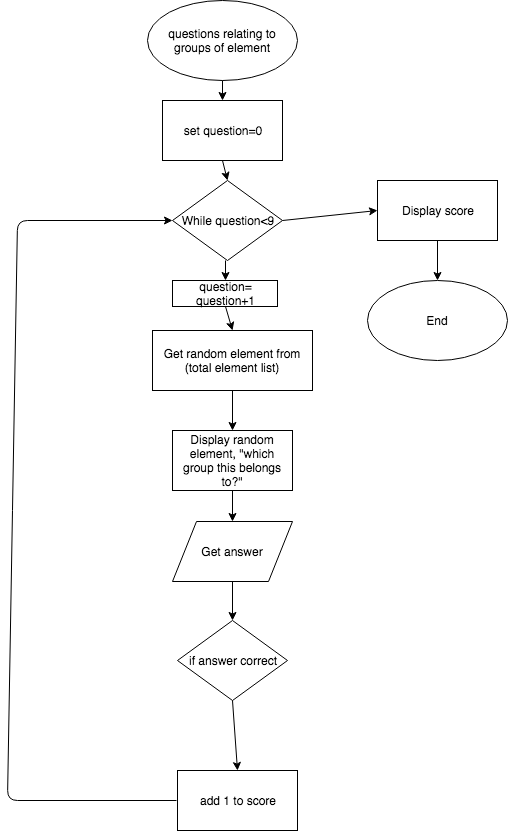 questions relating to
groups of element
set question=0
While question<9
Display score
question=
question+1
End
Get random element from
(total element list)
Display random
element, "which
group this belongs
to?"
Get answer
if answer correct
add 1 to score